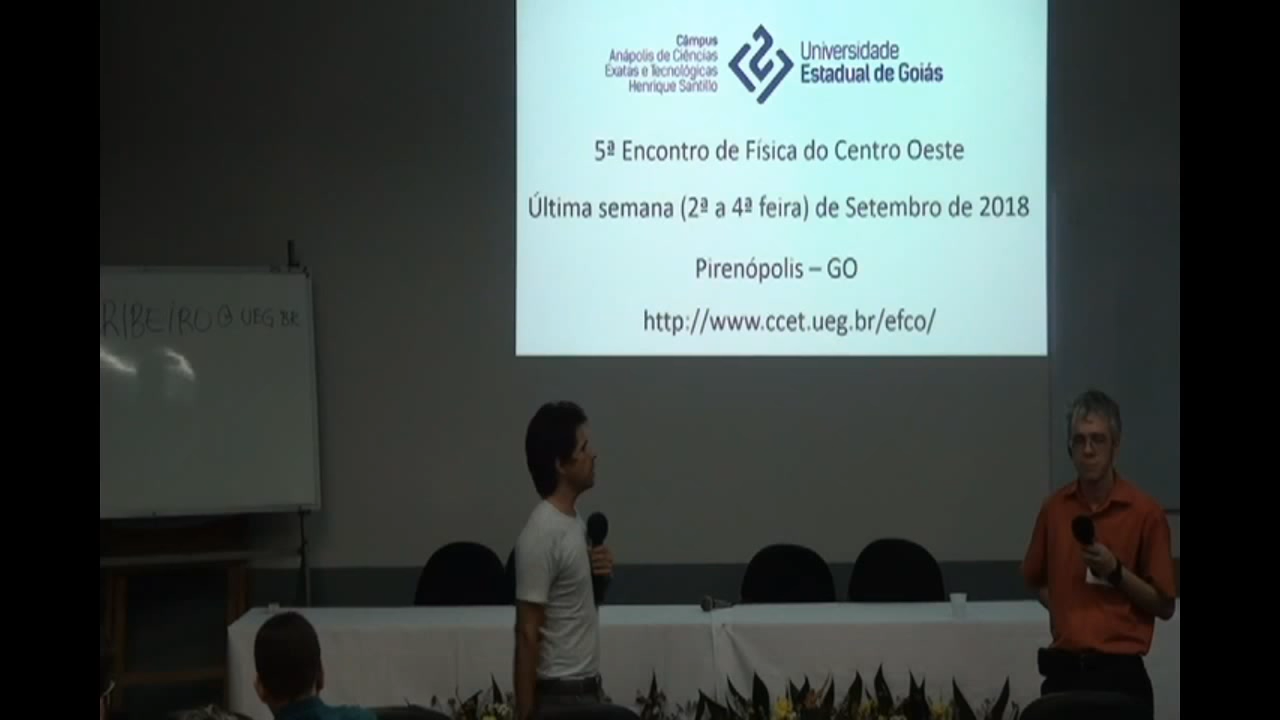 Câmpus
Anápolis de Ciências
Exatas e Tecnológicas
Henrique Santillo
Universidade
Estadual de Goiás
5ª Encontro de Física do Centro Oeste
Última semana (2ª a 4ª feira) de Setembro de 2018
Pirenópolis – GO
http://www.ccet.ueg.br/efco/
RIBEIRO@UEG.BR